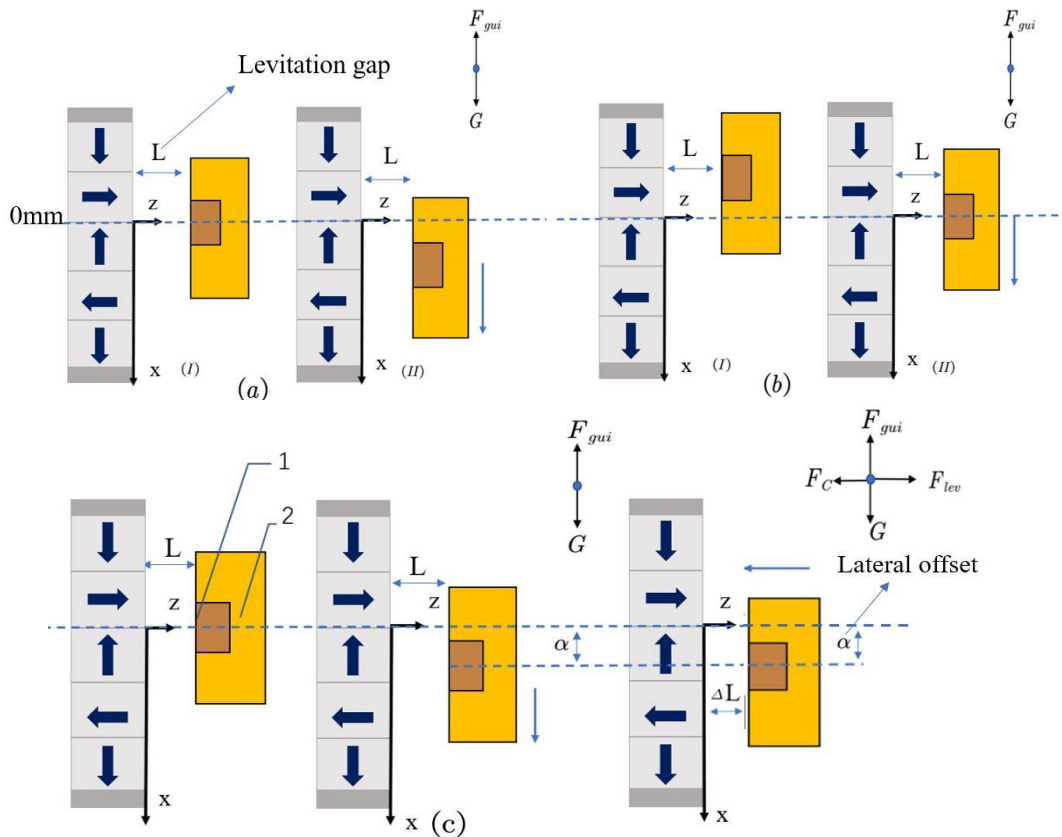 F_gui
G
Levitation gap
L
L
0mm
z
z
x
(I)
x
(II)
(a)
F_gui
G
L
L
z
z
x
(I)
x
(II)
(b)
1
2
L
z
x
F_gui
G
L
z
α
x
(c)
F_gui
F_C
F_lev
G
Lateral offset
z
α
ΔL
x